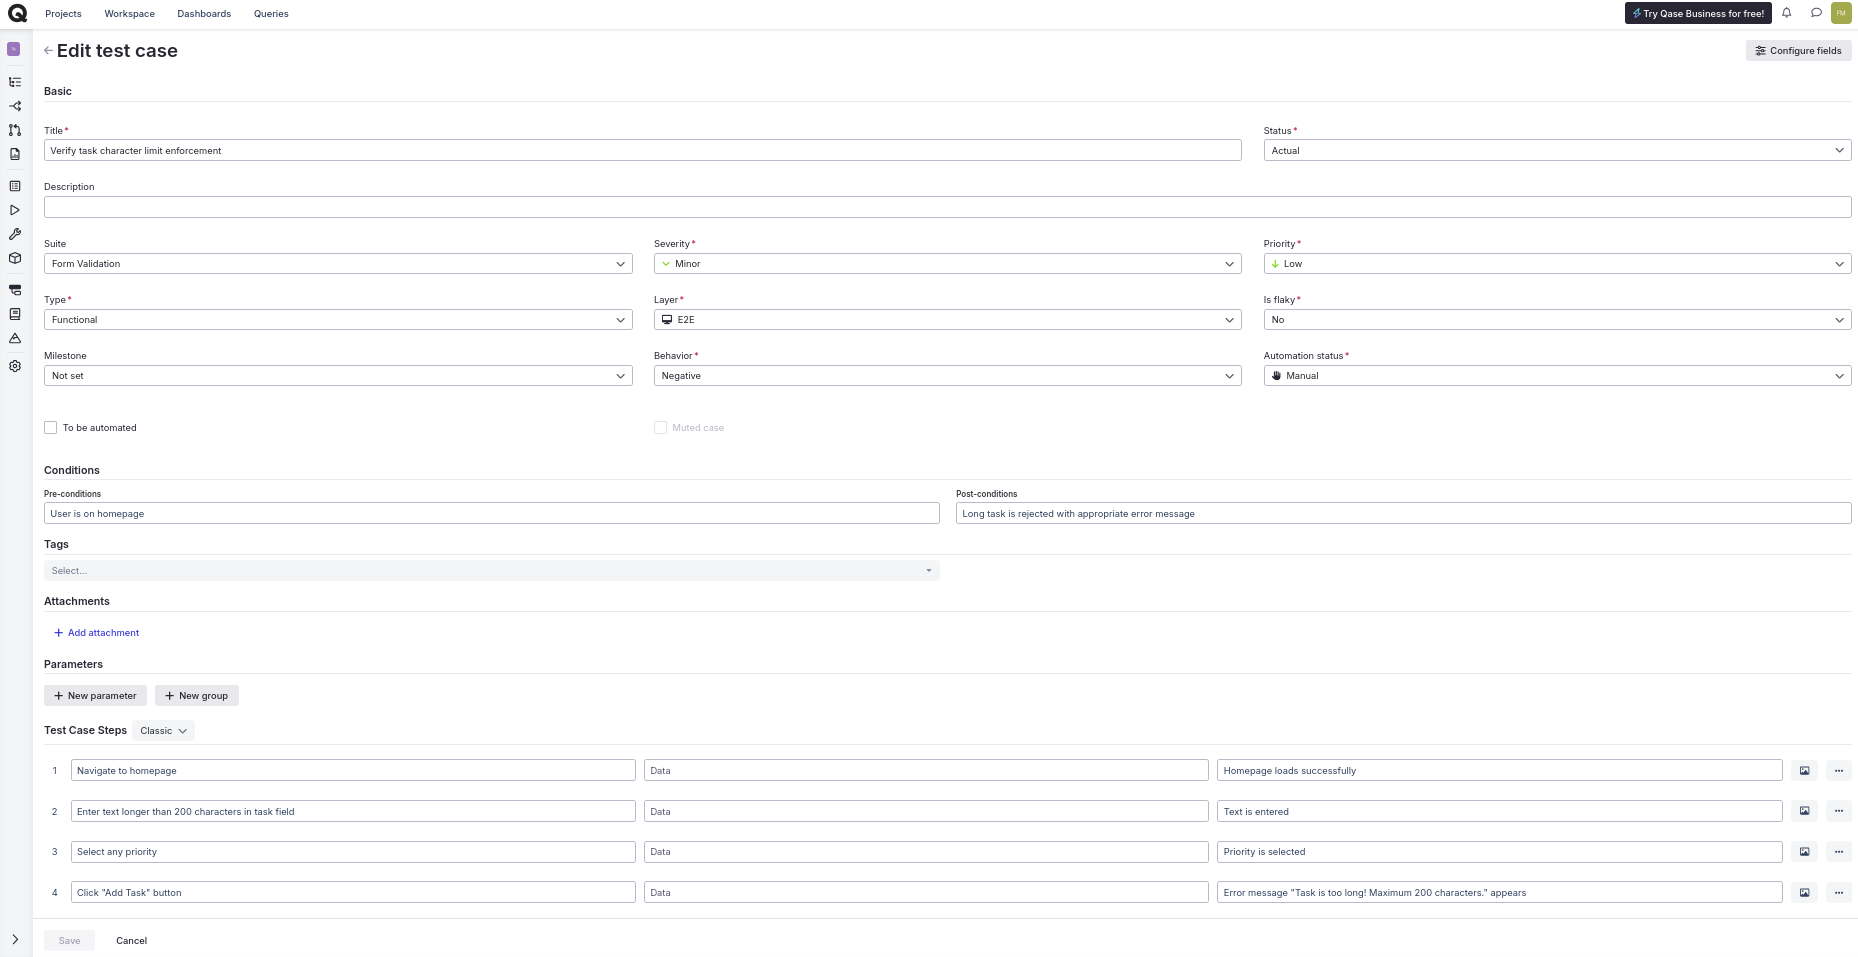 Projects Workspace Dashboards Queries Try Qase Business for free! FM
Edit test case Configure fields
Basic
Title* Status*
Verify task character limit enforcement Actual
Description
Suite Severity* Priority*
Form Validation Minor Low
Type* Layer* Is flaky*
Functional E2E No
Milestone Behavior* Automation status*
Not set Negative Manual
To be automated Muted case
Conditions
Pre-conditions Post-conditions
User is on homepage Long task is rejected with appropriate error message
Tags
Select...
Attachments
Add attachment
Parameters
New parameter New group
Test Case Steps Classic
1 Navigate to homepage Data Homepage loads successfully
2 Enter text longer than 200 characters in task field Data Text is entered
3 Select any priority Data Priority is selected
4 Click "Add Task" button Data Error message "Task is too long! Maximum 200 characters." appears
Save Cancel